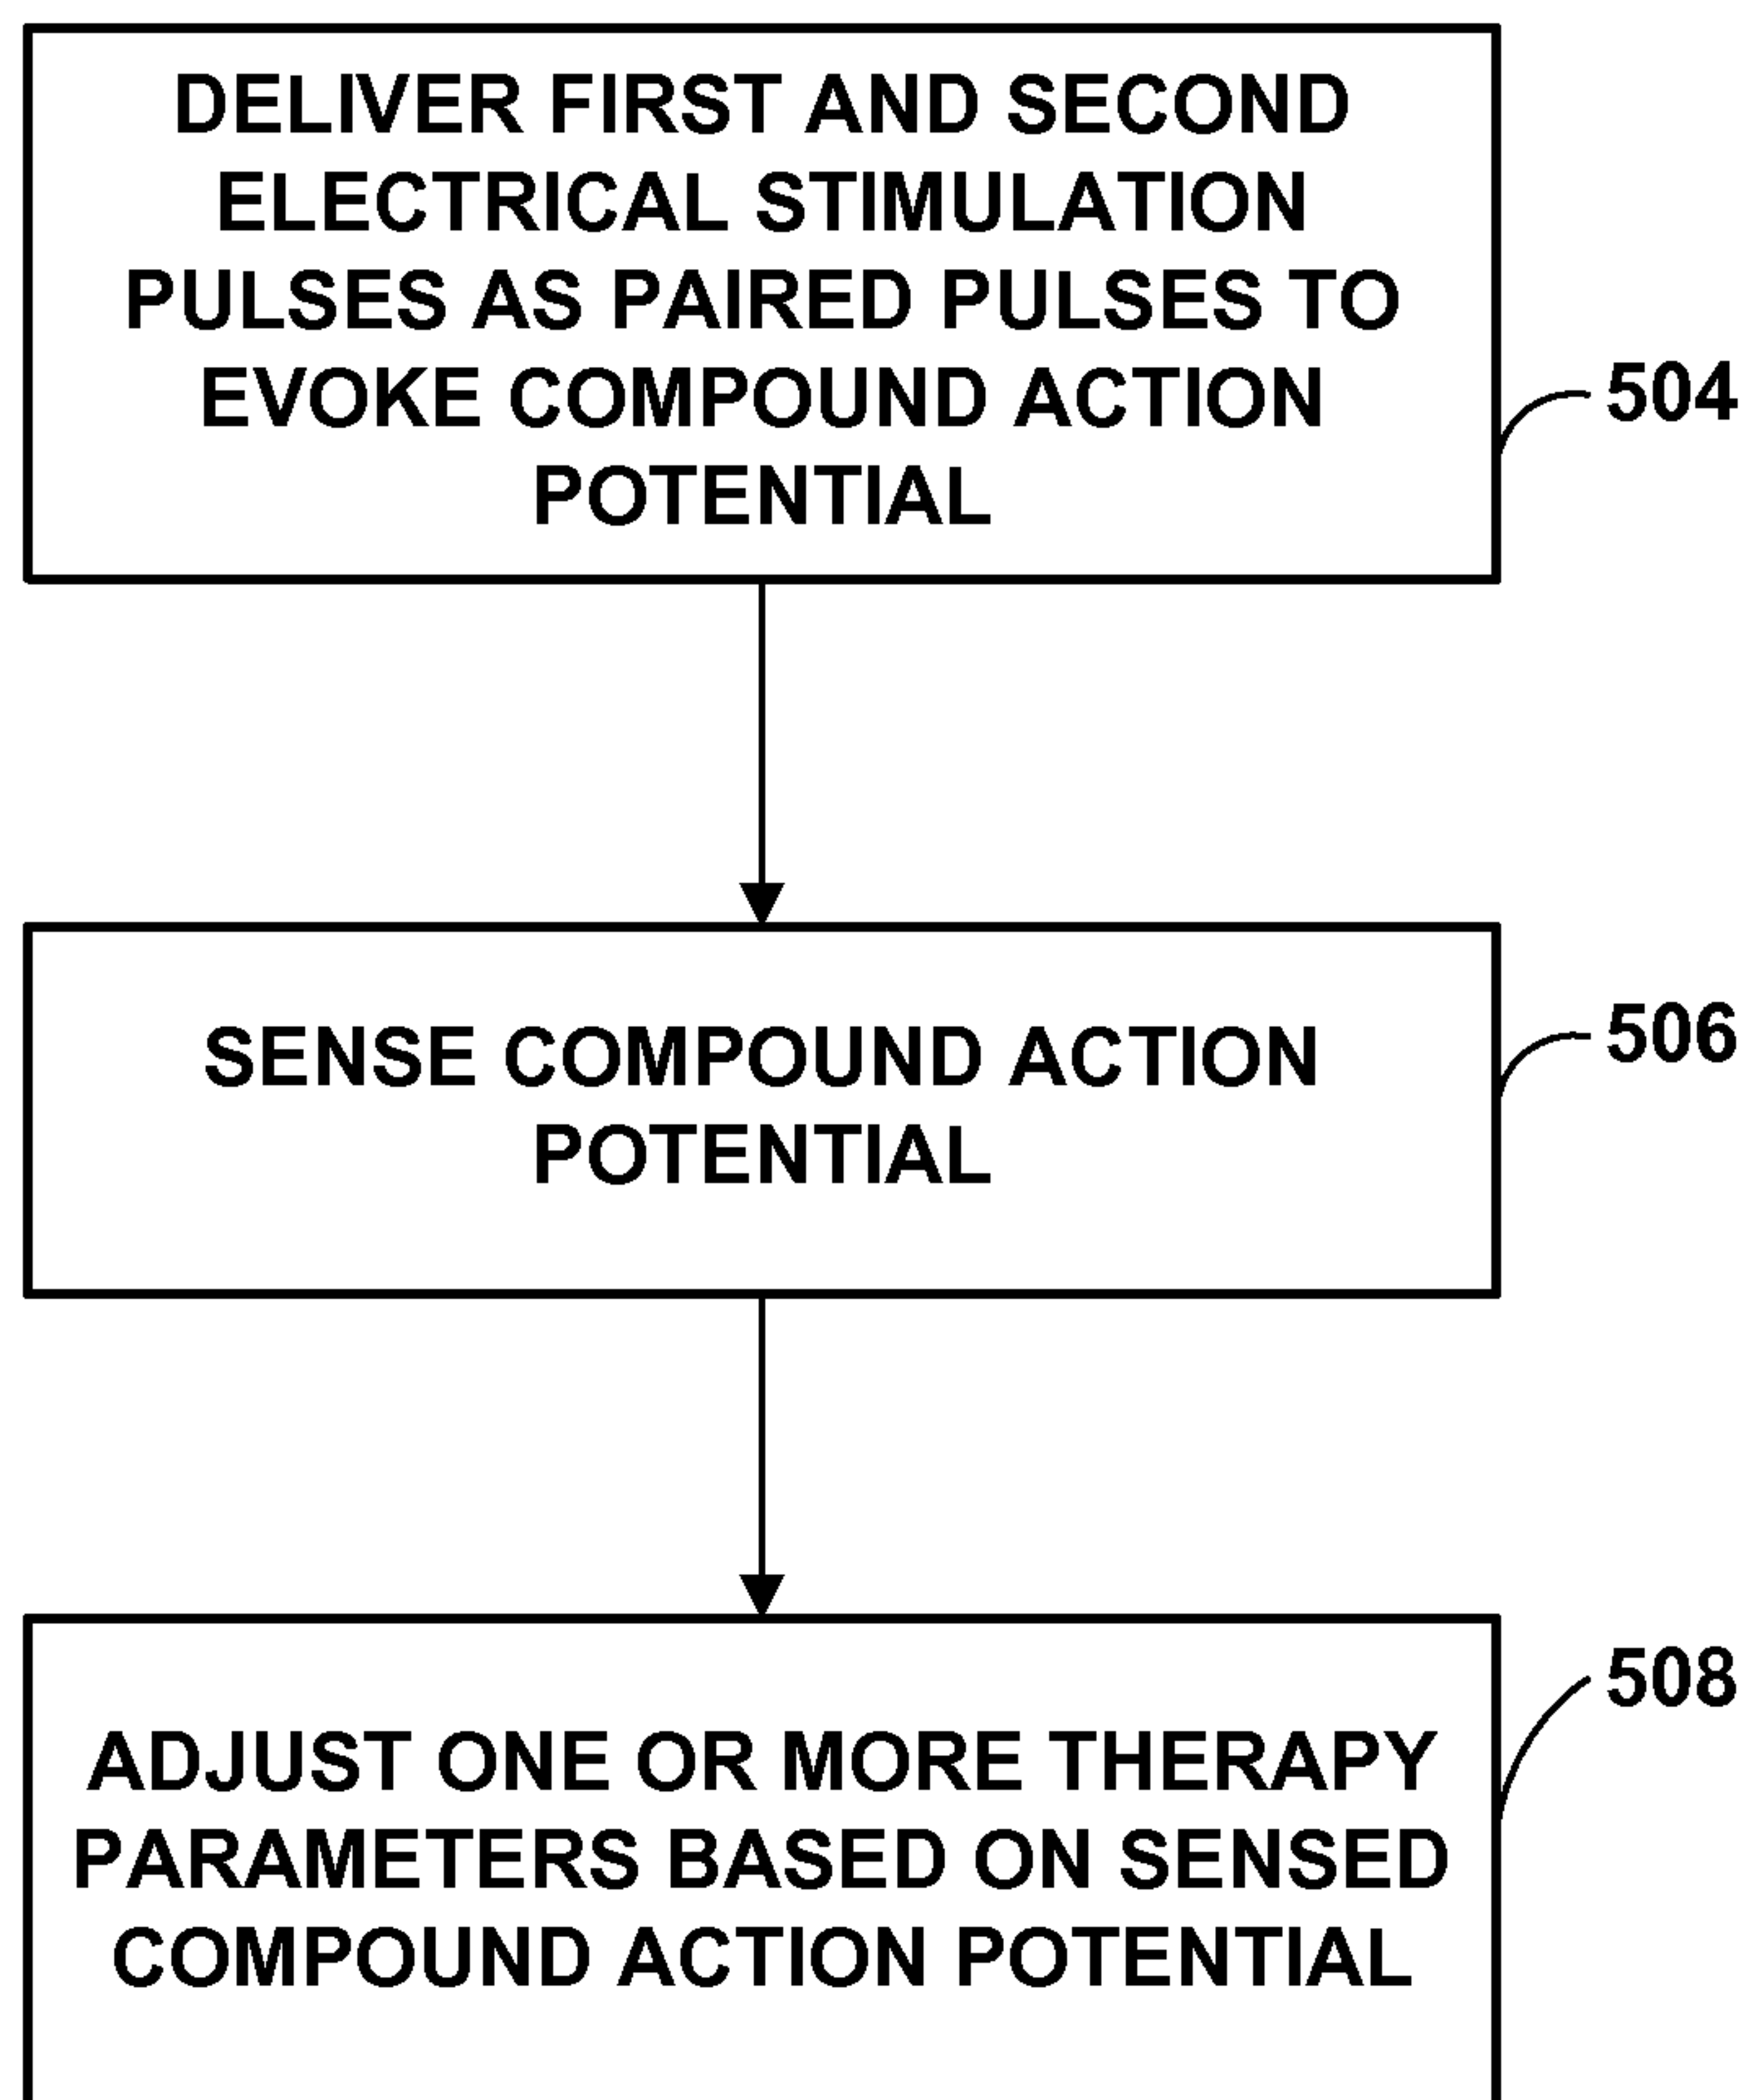 DELIVER FIRST AND SECOND
ELECTRICAL STIMULATION
PULSES AS PAIRED PULSES TO
EVOKE COMPOUND ACTION
POTENTIAL
504
SENSE COMPOUND ACTION
POTENTIAL
506
508
ADJUST ONE OR MORE THERAPY
PARAMETERS BASED ON SENSED
COMPOUND ACTION POTENTIAL